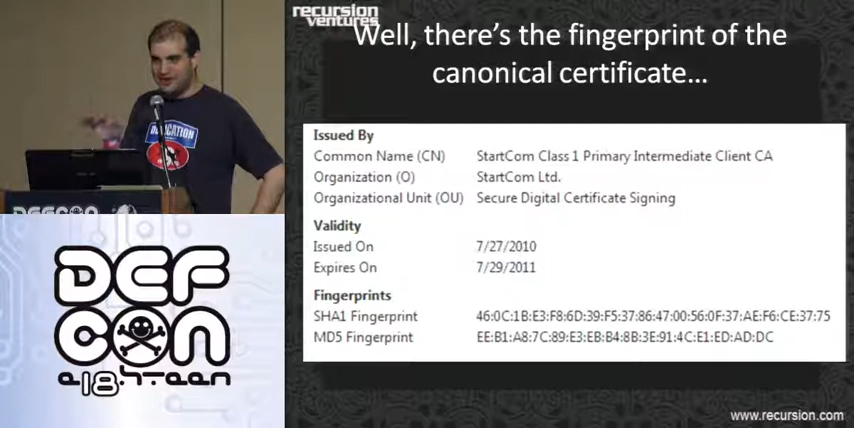 recursion
ventures
Well, there's the fingerprint of the
canonical certificate...
Issued By
Common Name (CN) StartCom Class 1 Primary Intermediate Client CA
Organization (O) StartCom Ltd.
Organizational Unit (OU) Secure Digital Certificate Signing
Validity
Issued On 7/27/2010
Expires On 7/29/2011
Fingerprints
SHA1 Fingerprint 46:0C:1B:E3:F8:6D:39:F5:37:86:47:00:56:0F:37:AE:F6:CE:37:75
MD5 Fingerprint EE:B1:A8:7C:89:E3:EB:B4:8B:3E:91:4C:E1:ED:AD:DC
www.recursion.com
DEFCON
DEF
CON
e18hteen